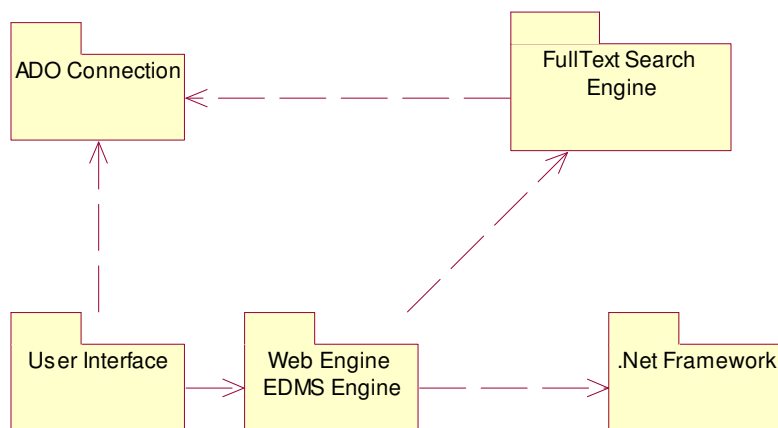 ADO Connection
FullText Search
Engine
User Interface
Web Engine
EDMS Engine
.Net Framework